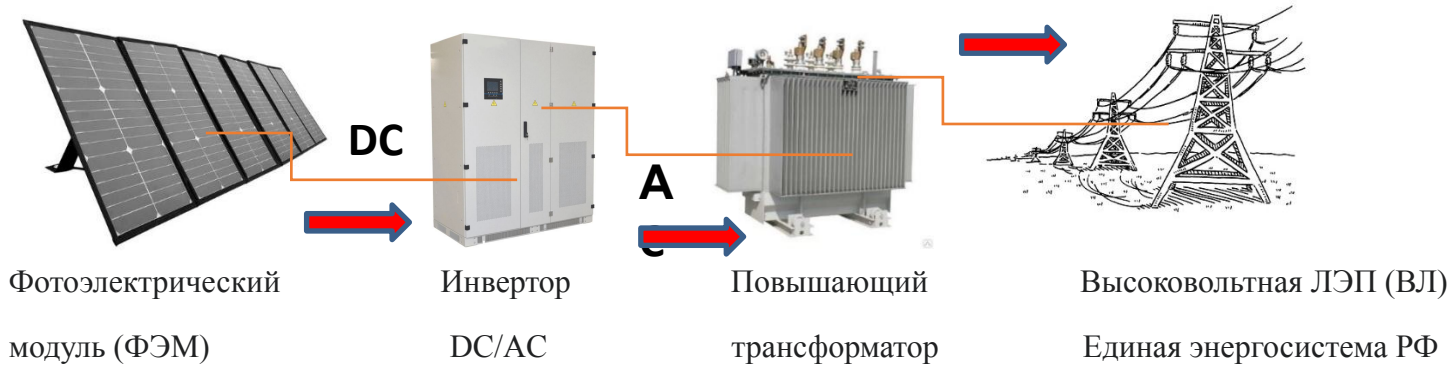 DC
A
C
Фотоэлектрический
модуль (ФЭМ)
Инвертор
DC/AC
Повышающий
трансформатор
Высоковольтная ЛЭП (ВЛ)
Единая энергосистема РФ